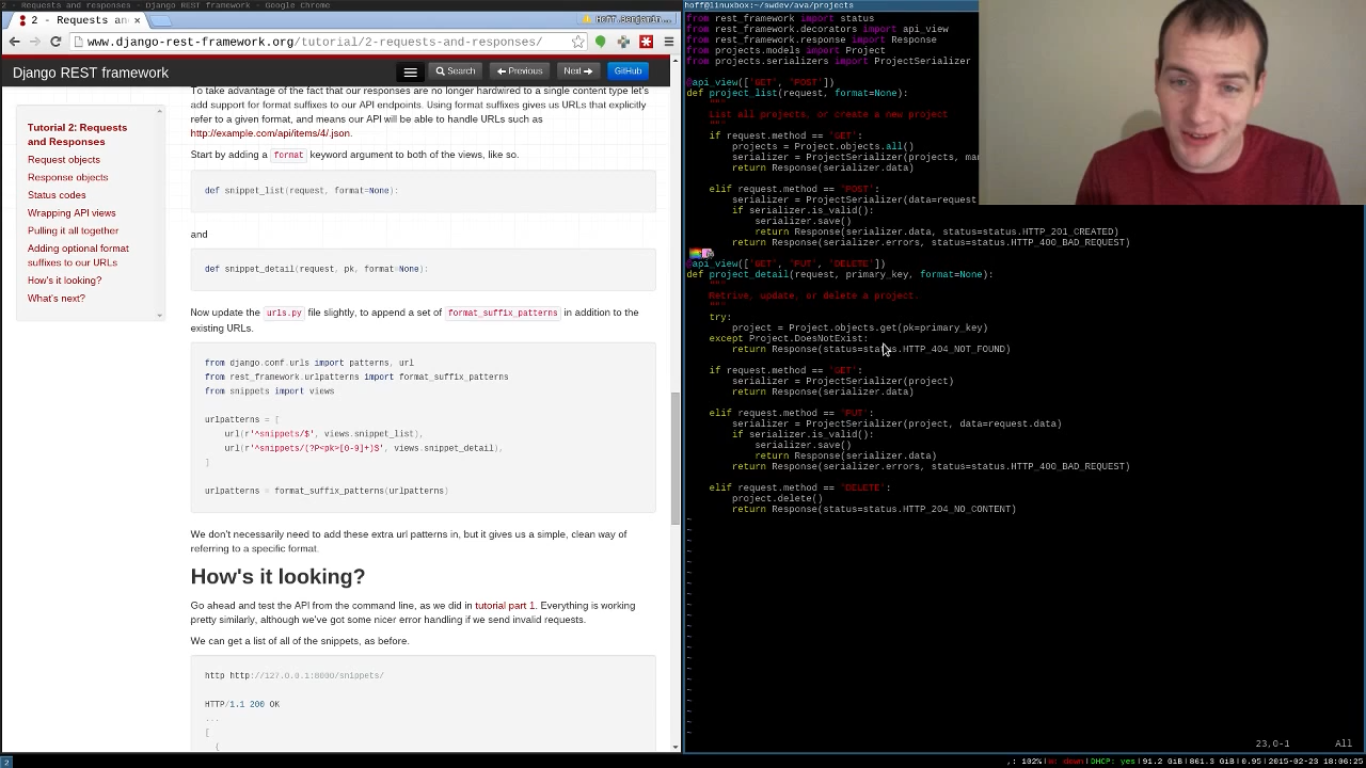 2 - Requests and responses - Django REST framework - Google Chrome
2 - Requests an
Hoff.Benjamin...
www.django-rest-framework.org/tutorial/2-requests-and-responses/
Django REST framework
Search
Previous
Next
GitHub
Tutorial 2: Requests
and Responses
Request objects
Response objects
Status codes
Wrapping API views
Pulling it all together
Adding optional format
suffixes to our URLs
How's it looking?
What's next?
To take advantage of the fact that our responses are no longer hardwired to a single content type let's
add support for format suffixes to our API endpoints. Using format suffixes gives us URLs that explicitly
refer to a given format, and means our API will be able to handle URLs such as
http://example.com/api/items/4/.json.
Start by adding a format keyword argument to both of the views, like so.
def snippet_list(request, format=None):
and
def snippet_detail(request, pk, format=None):
Now update the urls.py file slightly, to append a set of format_suffix_patterns in addition to the
existing URLs.
from django.conf.urls import patterns, url
from rest_framework.urlpatterns import format_suffix_patterns
from snippets import views
urlpatterns = [
url(r'^snippets/$', views.snippet_list),
url(r'^snippets/(?P<pk>[0-9]+)$', views.snippet_detail),
]
urlpatterns = format_suffix_patterns(urlpatterns)
We don't necessarily need to add these extra url patterns in, but it gives us a simple, clean way of
referring to a specific format.
How's it looking?
Go ahead and test the API from the command line, as we did in tutorial part 1. Everything is working
pretty similarly, although we've got some nicer error handling if we send invalid requests.
We can get a list of all of the snippets, as before.
http http://127.0.0.1:8000/snippets/
HTTP/1.1 200 OK
...
[
{
hoff@linuxbox:~/swdev/ava/projects
from rest_framework import status
from rest_framework.decorators import api_view
from rest_framework.response import Response
from projects.models import Project
from projects.serializers import ProjectSerializer
@api_view(['GET', 'POST'])
def project_list(request, format=None):
"""
List all projects, or create a new project
"""
if request.method == 'GET':
projects = Project.objects.all()
serializer = ProjectSerializer(projects, ma
return Response(serializer.data)
elif request.method == 'POST':
serializer = ProjectSerializer(data=request
if serializer.is_valid():
serializer.save()
return Response(serializer.data, status=status.HTTP_201_CREATED)
return Response(serializer.errors, status=status.HTTP_400_BAD_REQUEST)
@api_view(['GET', 'PUT', 'DELETE'])
def project_detail(request, primary_key, format=None):
"""
Retrive, update, or delete a project.
"""
try:
project = Project.objects.get(pk=primary_key)
except Project.DoesNotExist:
return Response(status=status.HTTP_404_NOT_FOUND)
if request.method == 'GET':
serializer = ProjectSerializer(project)
return Response(serializer.data)
elif request.method == 'PUT':
serializer = ProjectSerializer(project, data=request.data)
if serializer.is_valid():
serializer.save()
return Response(serializer.data)
return Response(serializer.errors, status=status.HTTP_400_BAD_REQUEST)
elif request.method == 'DELETE':
project.delete()
return Response(status=status.HTTP_204_NO_CONTENT)
23,0-1 All
2
102%| down|DHCP: yes|91.2 GiB|861.3 GiB|0.95|2015-02-23 18:06:25